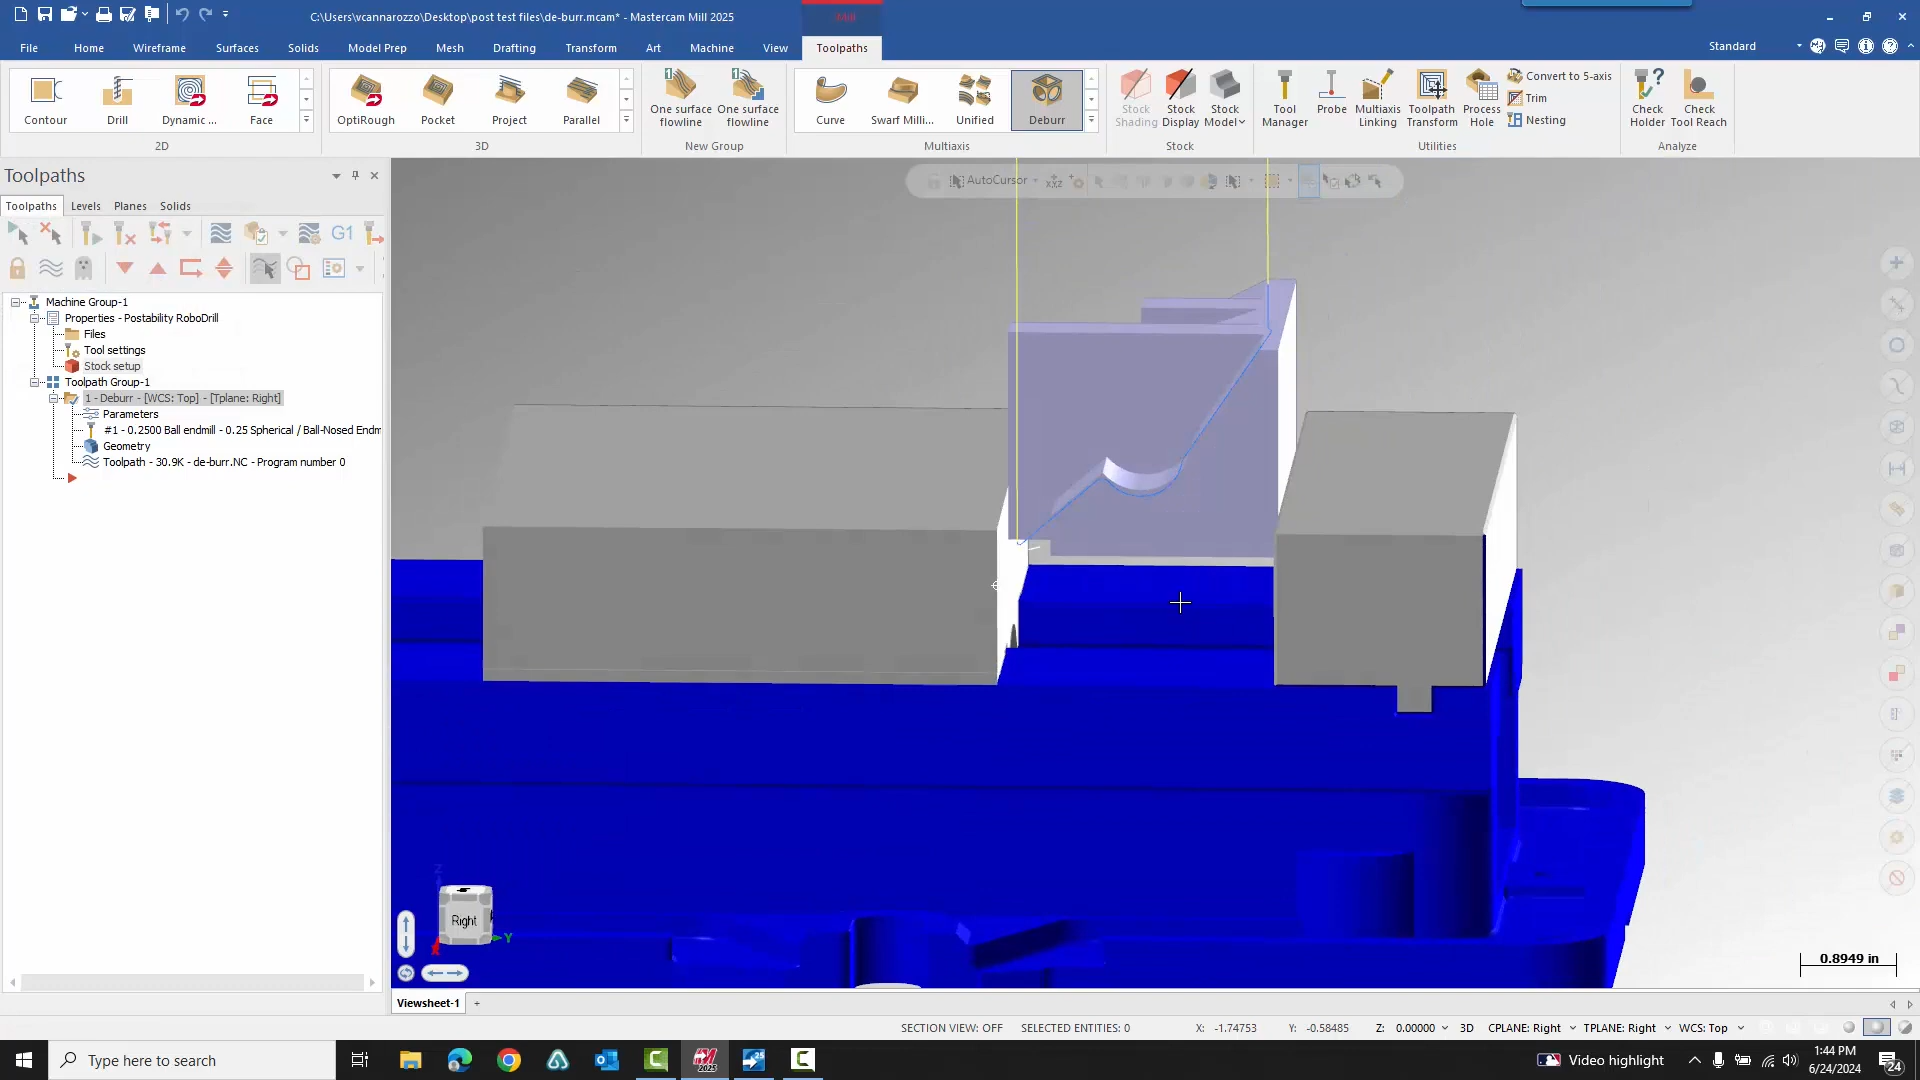 C:\Users\vcannarozzo\Desktop\post test files\de-burr.mcam* - Mastercam Mill 2025
Mill
File Home Wireframe Surfaces Solids Model Prep Mesh Drafting Transform Art Machine View Toolpaths
Standard
Contour Drill Dynamic ... Face
2D
OptiRough Pocket Project Parallel
3D
One surface flowline One surface flowline
New Group
Curve Swarf Milli... Unified Deburr
Multiaxis
Stock Shading Stock Display Stock Model
Stock
Tool Manager Probe Multiaxis Linking Toolpath Transform Process Hole
Convert to 5-axis
Trim
Nesting
Utilities
Check Holder Check Tool Reach
Analyze
Toolpaths
Toolpaths Levels Planes Solids
G1
AutoCursor
Machine Group-1
Properties - Postability RoboDrill
Files
Tool settings
Stock setup
Toolpath Group-1
1 - Deburr - [WCS: Top] - [Tplane: Right]
Parameters
#1 - 0.2500 Ball endmill - 0.25 Spherical / Ball-Nosed Endm
Geometry
Toolpath - 30.9K - de-burr.NC - Program number 0
Z
Right
Y
0.8949 in
Viewsheet-1 +
SECTION VIEW: OFF SELECTED ENTITIES: 0 X: -1.74753 Y: -0.58485 Z: 0.00000 3D CPLANE: Right TPLANE: Right WCS: Top
Type here to search
2025
25
Video highlight
1:44 PM
6/24/2024
24